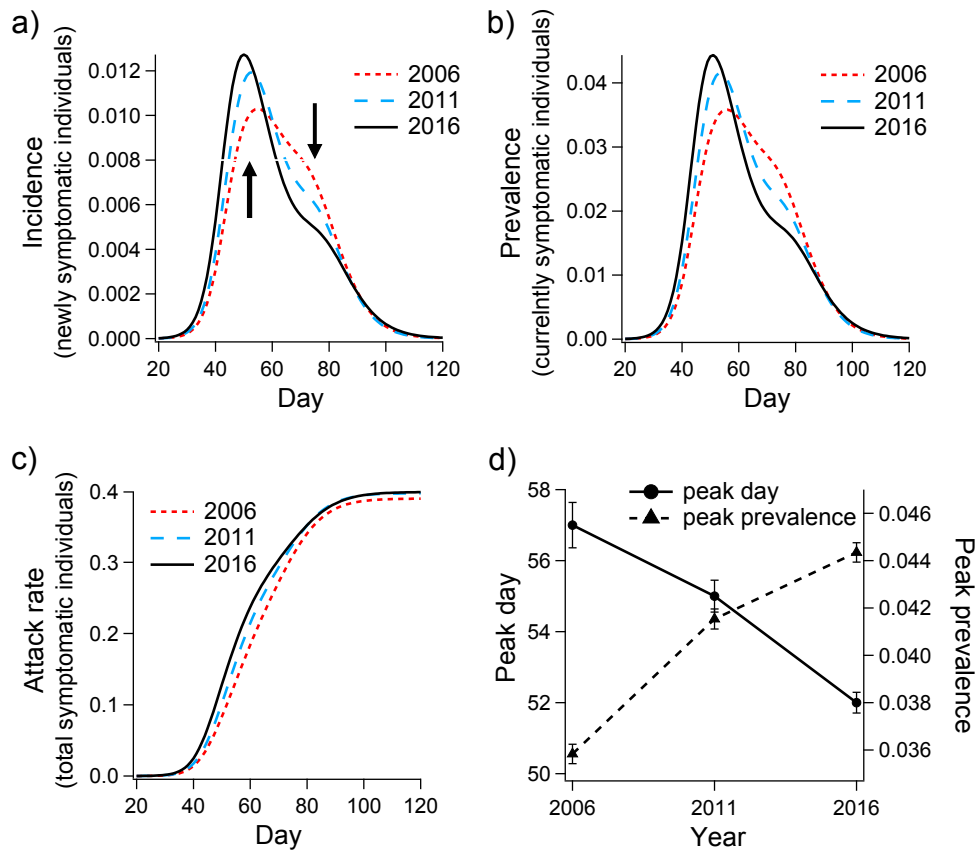 a)
Incidence
(newly symptomatic individuals)
0.012
0.010
0.008
0.006
0.004
0.002
0.000
2006
2011
2016
20 40 60 80 100 120
Day
b)
Prevalence
(currelntly symptomatic individuals)
0.04
0.03
0.02
0.01
0.00
2006
2011
2016
20 40 60 80 100 120
Day
c)
Attack rate
(total symptomatic individuals)
0.4
0.3
0.2
0.1
0.0
2006
2011
2016
20 40 60 80 100 120
Day
d)
Peak day
58
56
54
52
50
peak day
peak prevalence
0.046
0.044
0.042
0.040
0.038
0.036
Peak prevalence
2006 2011 2016
Year